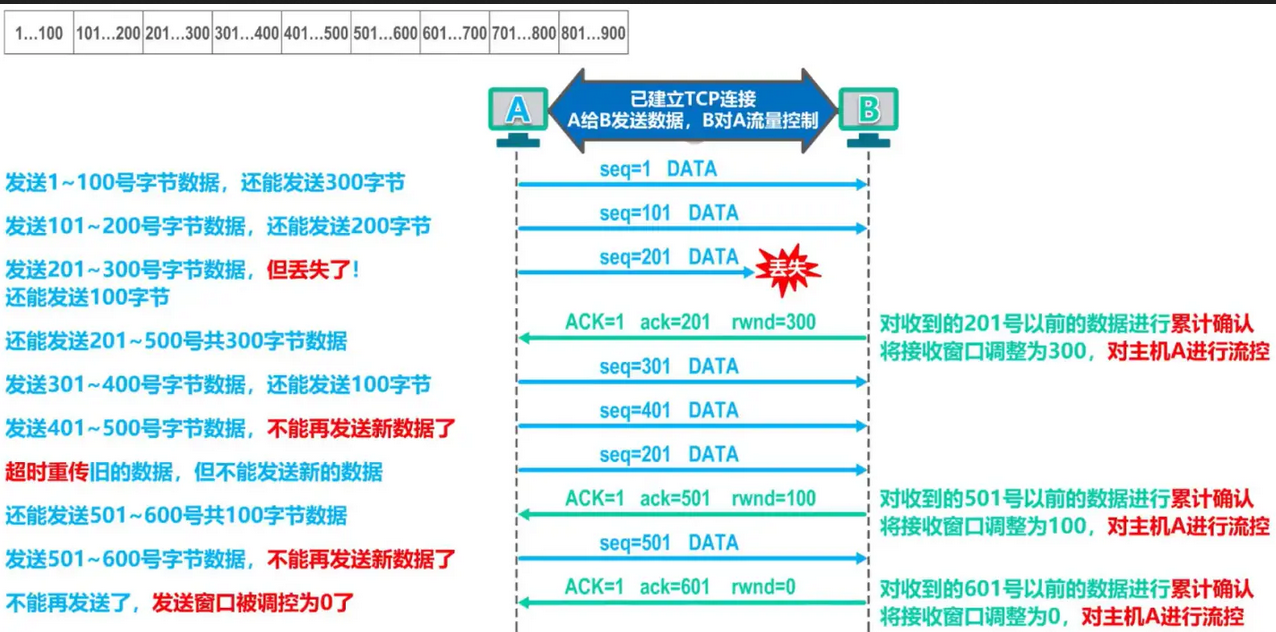 1...100 101...200 201...300 301...400 401...500 501...600 601...700 701...800 801...900
A
已建立TCP连接
A给B发送数据，B对A流量控制
B
发送1~100号字节数据，还能发送300字节
seq=1 DATA
发送101~200号字节数据，还能发送200字节
seq=101 DATA
发送201~300号字节数据，但丢失了！
还能发送100字节
seq=201 DATA
丢失
还能发送201~500号共300字节数据
ACK=1 ack=201 rwnd=300
对收到的201号以前的数据进行累计确认
将接收窗口调整为300，对主机A进行流控
发送301~400号字节数据，还能发送100字节
seq=301 DATA
发送401~500号字节数据，不能再发送新数据了
seq=401 DATA
超时重传旧的数据，但不能发送新的数据
seq=201 DATA
还能发送501~600号共100字节数据
ACK=1 ack=501 rwnd=100
对收到的501号以前的数据进行累计确认
将接收窗口调整为100，对主机A进行流控
发送501~600号字节数据，不能再发送新数据了
seq=501 DATA
不能再发送了，发送窗口被调控为0了
ACK=1 ack=601 rwnd=0
对收到的601号以前的数据进行累计确认
将接收窗口调整为0，对主机A进行流控